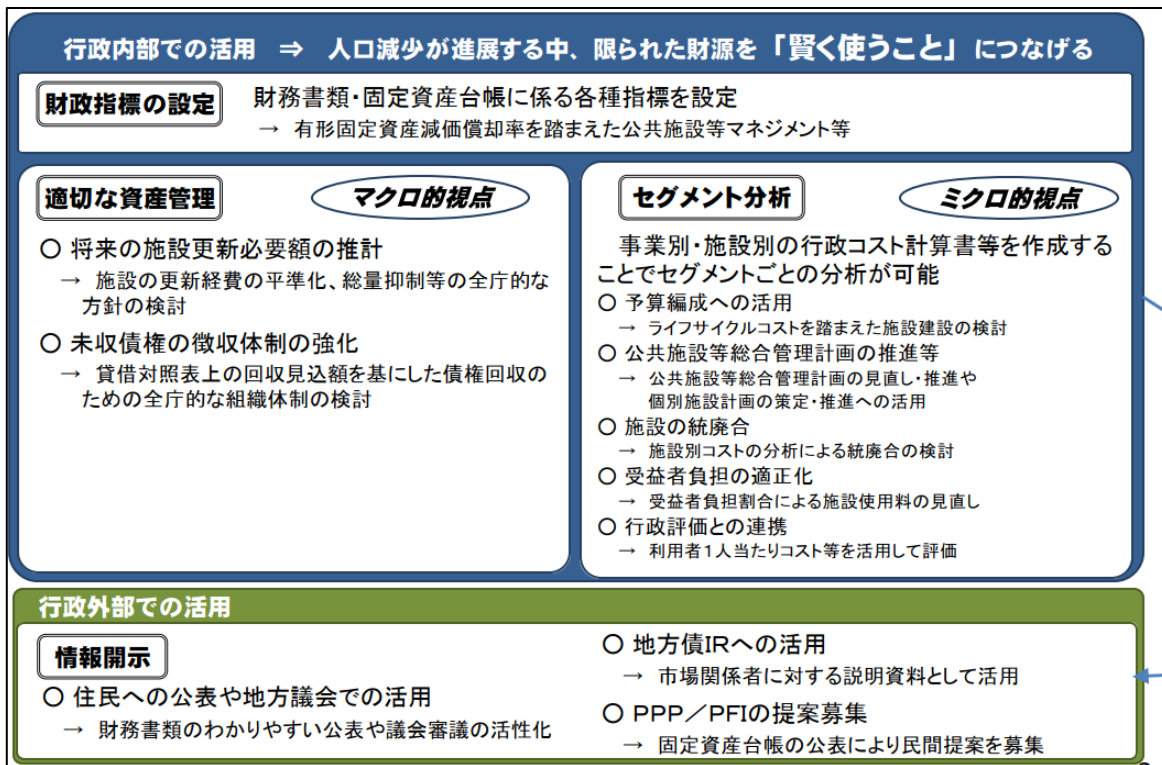 行政内部での活用 ⇒ 人口減少が進展する中、限られた財源を「賢く使うこと」につなげる
財政指標の設定
財務書類・固定資産台帳に係る各種指標を設定
→ 有形固定資産減価償却率を踏まえた公共施設等マネジメント等
適切な資産管理
マクロ的視点
○ 将来の施設更新必要額の推計
→ 施設の更新経費の平準化、総量抑制等の全庁的な
方針の検討
○ 未収債権の徴収体制の強化
→ 貸借対照表上の回収見込額を基にした債権回収の
ための全庁的な組織体制の検討
セグメント分析
ミクロ的視点
事業別・施設別の行政コスト計算書等を作成する
ことでセグメントごとの分析が可能
○ 予算編成への活用
→ ライフサイクルコストを踏まえた施設建設の検討
○ 公共施設等総合管理計画の推進等
→ 公共施設等総合管理計画の見直し・推進や
個別施設計画の策定・推進への活用
○ 施設の統廃合
→ 施設別コストの分析による統廃合の検討
○ 受益者負担の適正化
→ 受益者負担割合による施設使用料の見直し
○ 行政評価との連携
→ 利用者1人当たりコスト等を活用して評価
行政外部での活用
情報開示
○ 住民への公表や地方議会での活用
→ 財務書類のわかりやすい公表や議会審議の活性化
○ 地方債IRへの活用
→ 市場関係者に対する説明資料として活用
○ PPP/PFIの提案募集
→ 固定資産台帳の公表により民間提案を募集